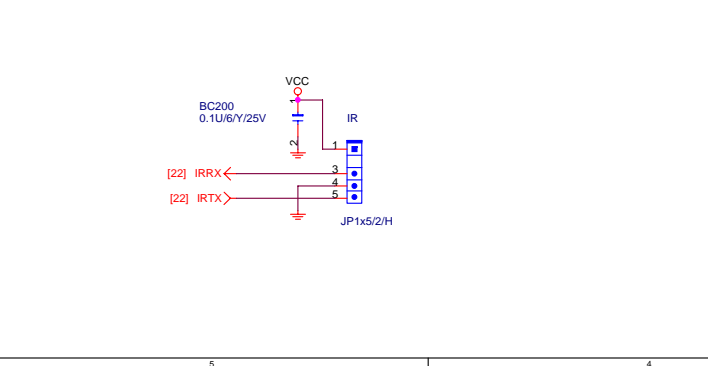 VCC
1
BC200
0.1U/6/Y/25V
IR
2
1
[22] IRRX
3
4
[22] IRTX
5
JP1x5/2/H
5
4